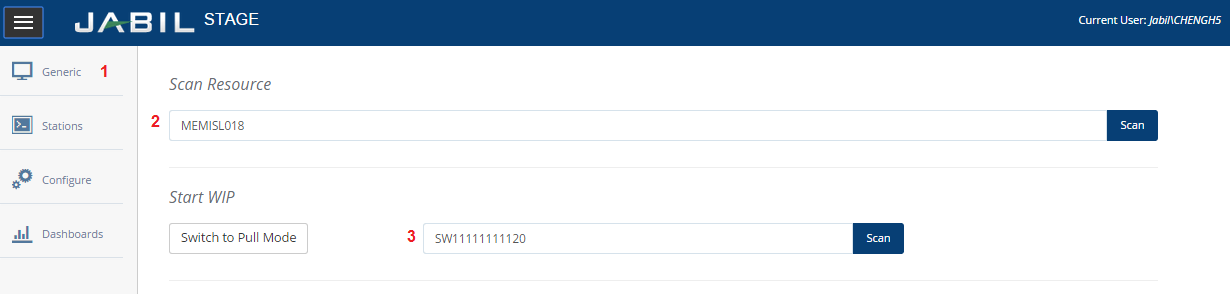 JABIL STAGE
Current User: Jabil\CHENGH5
Generic 1
Stations
Configure
Dashboards
Scan Resource
2 MEMISL018 Scan
Start WIP
Switch to Pull Mode 3 SW11111111120 Scan